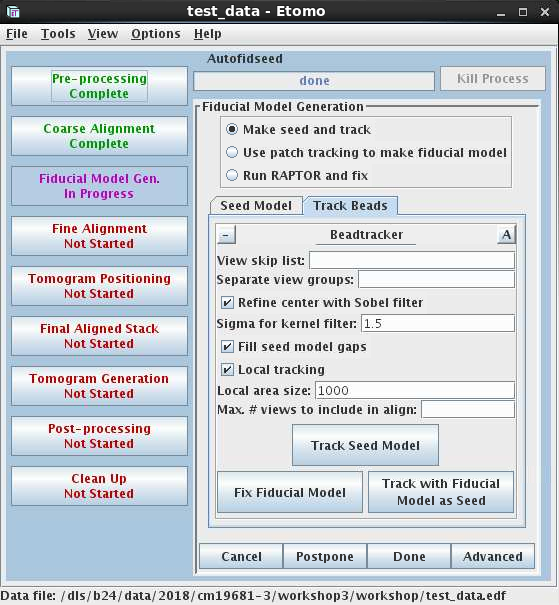 test_data - Etomo
File Tools View Options Help
Autofidseed
done
Kill Process
Pre-processing
Complete
Coarse Alignment
Complete
Fiducial Model Gen.
In Progress
Fine Alignment
Not Started
Tomogram Positioning
Not Started
Final Aligned Stack
Not Started
Tomogram Generation
Not Started
Post-processing
Not Started
Clean Up
Not Started
Fiducial Model Generation
Make seed and track
Use patch tracking to make fiducial model
Run RAPTOR and fix
Seed Model Track Beads
- Beadtracker A
View skip list:
Separate view groups:
Refine center with Sobel filter
Sigma for kernel filter: 1.5
Fill seed model gaps
Local tracking
Local area size: 1000
Max. # views to include in align:
Track Seed Model
Fix Fiducial Model
Track with Fiducial
Model as Seed
Cancel Postpone Done Advanced
Data file: /dls/b24/data/2018/cm19681-3/workshop3/workshop/test_data.edf